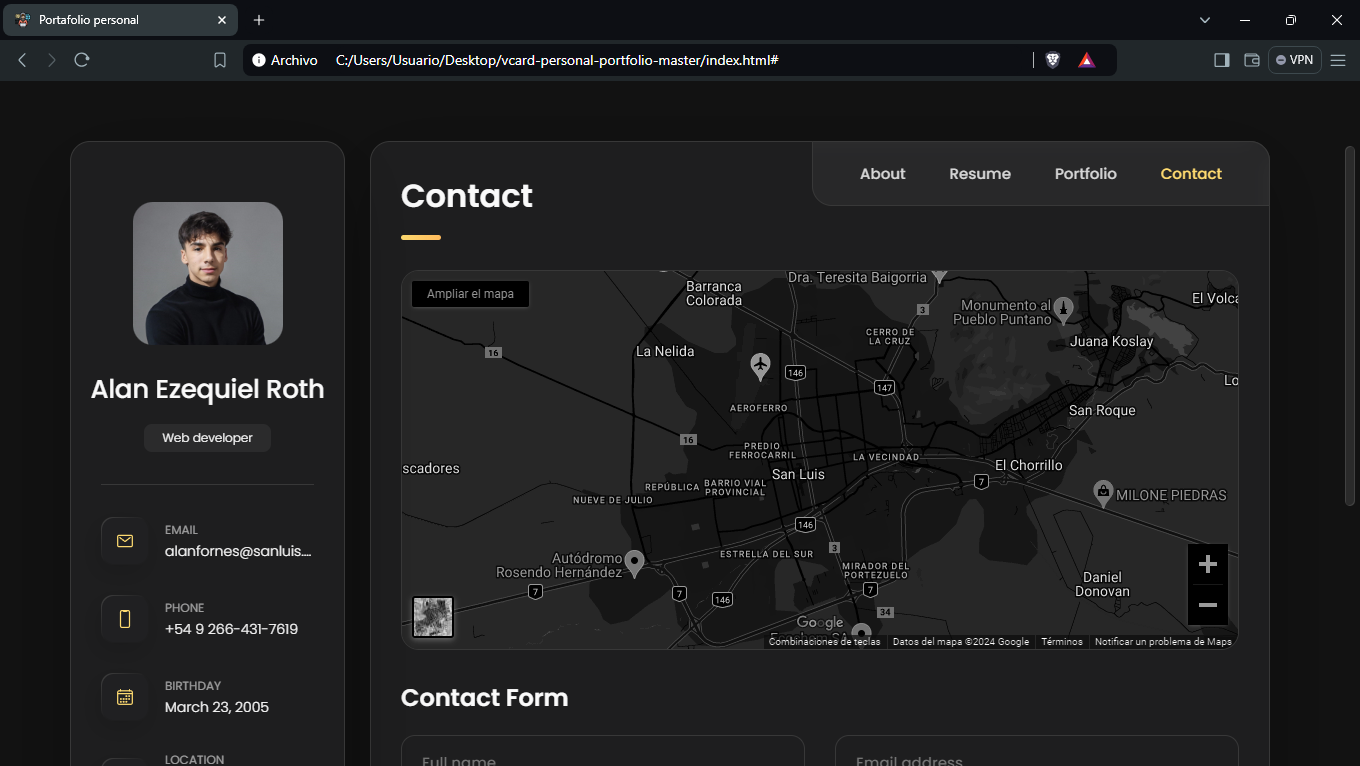 Portafolio personal
Archivo
C:/Users/Usuario/Desktop/vcard-personal-portfolio-master/index.html#
VPN
Alan Ezequiel Roth
Web developer
EMAIL
alanfornes@sanluis....
PHONE
+54 9 266-431-7619
BIRTHDAY
March 23, 2005
LOCATION
About
Resume
Portfolio
Contact
Contact
Ampliar el mapa
Barranca
Colorada
Dra. Teresita Baigorria
Monumento al
Pueblo Puntano
El Volca
3
CERRO DE
LA CRUZ
Juana Koslay
16
La Nelida
146
147
Lo
AEROFERRO
San Roque
16
PREDIO
FERROCARRIL
LA VECINDAD
scadores
San Luis
El Chorrillo
7
REPÚBLICA
BARRIO VIAL
PROVINCIAL
NUEVE DE JULIO
MILONE PIEDRAS
146
3
ESTRELLA DEL SUR
Autódromo
Rosendo Hernández
MIRADOR DEL
PORTEZUELO
Daniel
Donovan
7
7
146
7
34
Google
Combinaciones de teclas
Datos del mapa ©2024 Google
Términos
Notificar un problema de Maps
Contact Form
Full name
Email address